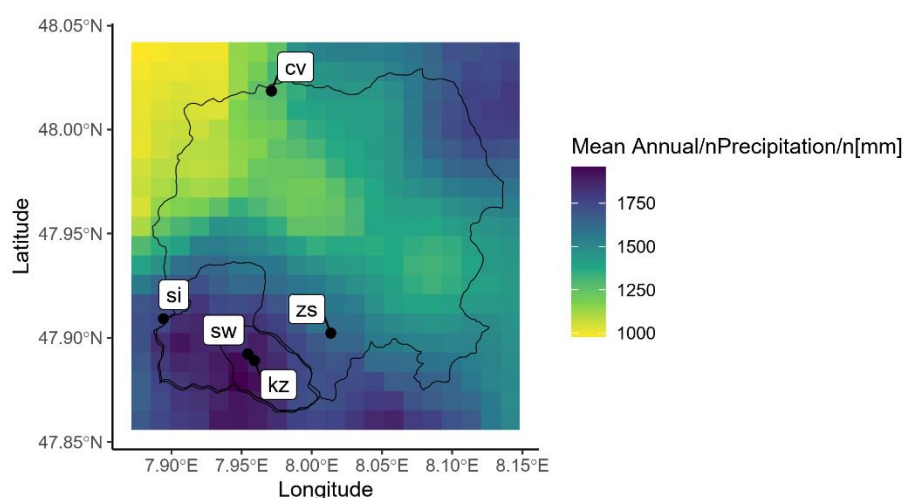 48.05°N
48.00°N
47.95°N
47.90°N
47.85°N
Latitude
cv
si
zs
sw
kz
7.90°E 7.95°E 8.00°E 8.05°E 8.10°E 8.15°E
Longitude
Mean Annual/nPrecipitation/n[mm]
1750
1500
1250
1000